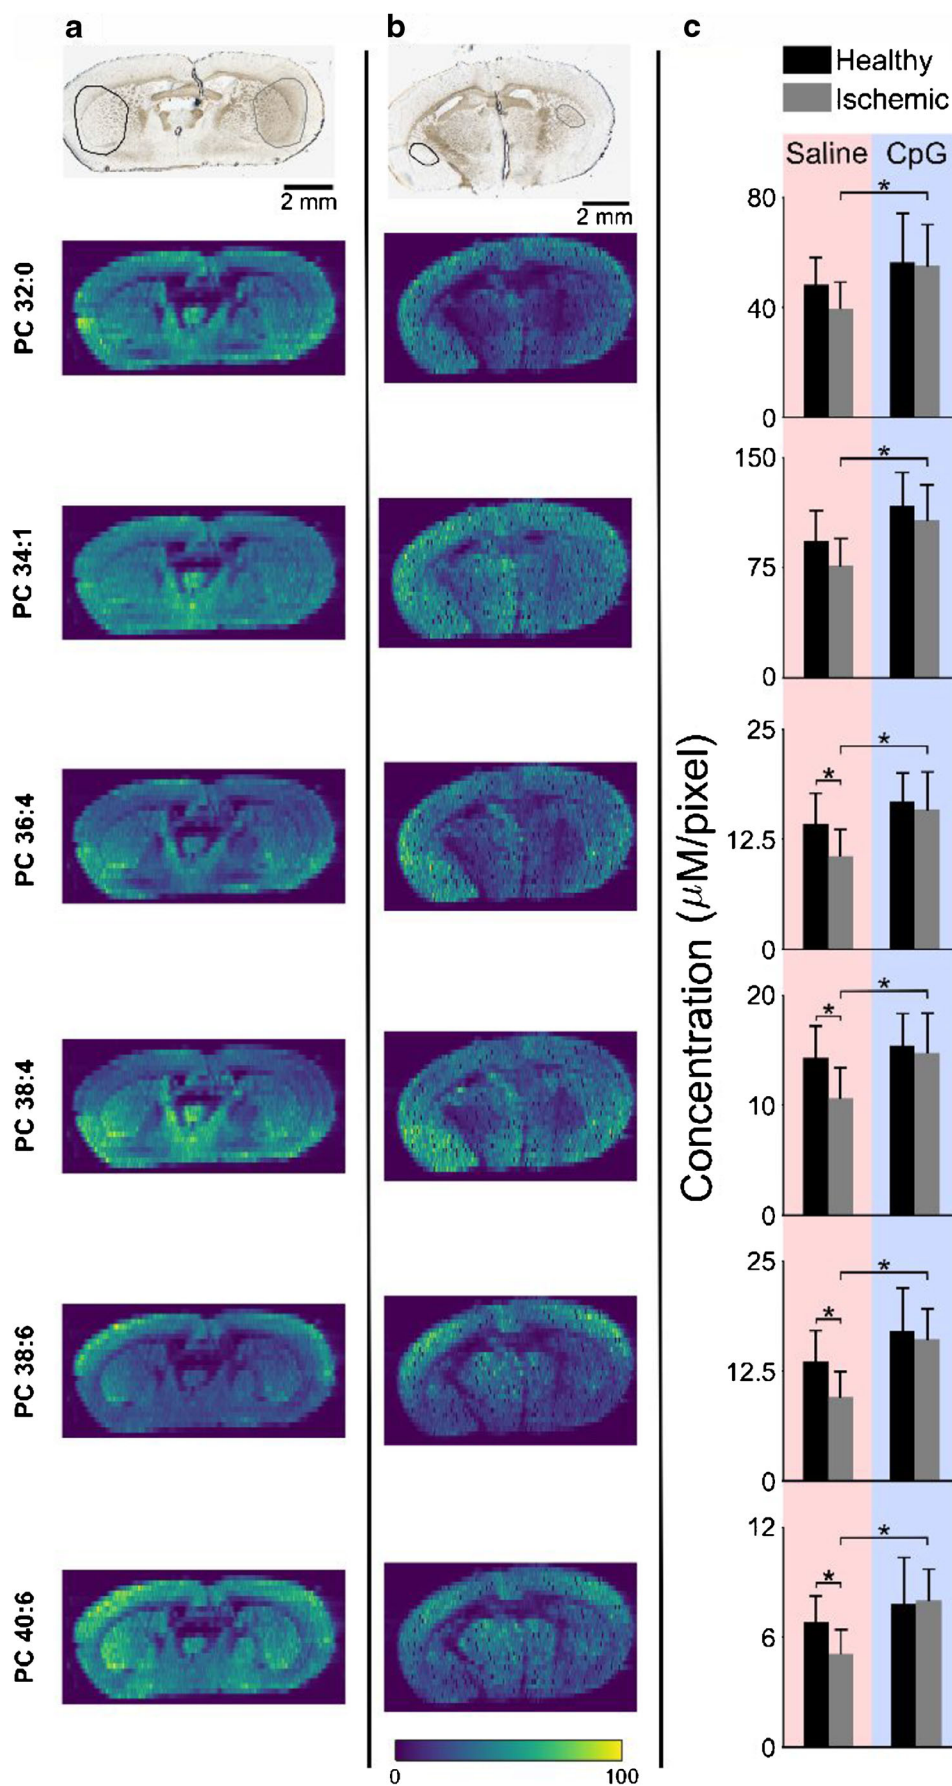 a
b
c
Healthy
Ischemic
2 mm
2 mm
Saline
CpG
PC 32:0
PC 34:1
PC 36:4
PC 38:4
PC 38:6
PC 40:6
0
100
Concentration (μM/pixel)
*
80
40
0
*
150
75
0
*
*
25
12.5
0
*
*
20
10
0
*
*
25
12.5
0
*
*
12
6
0